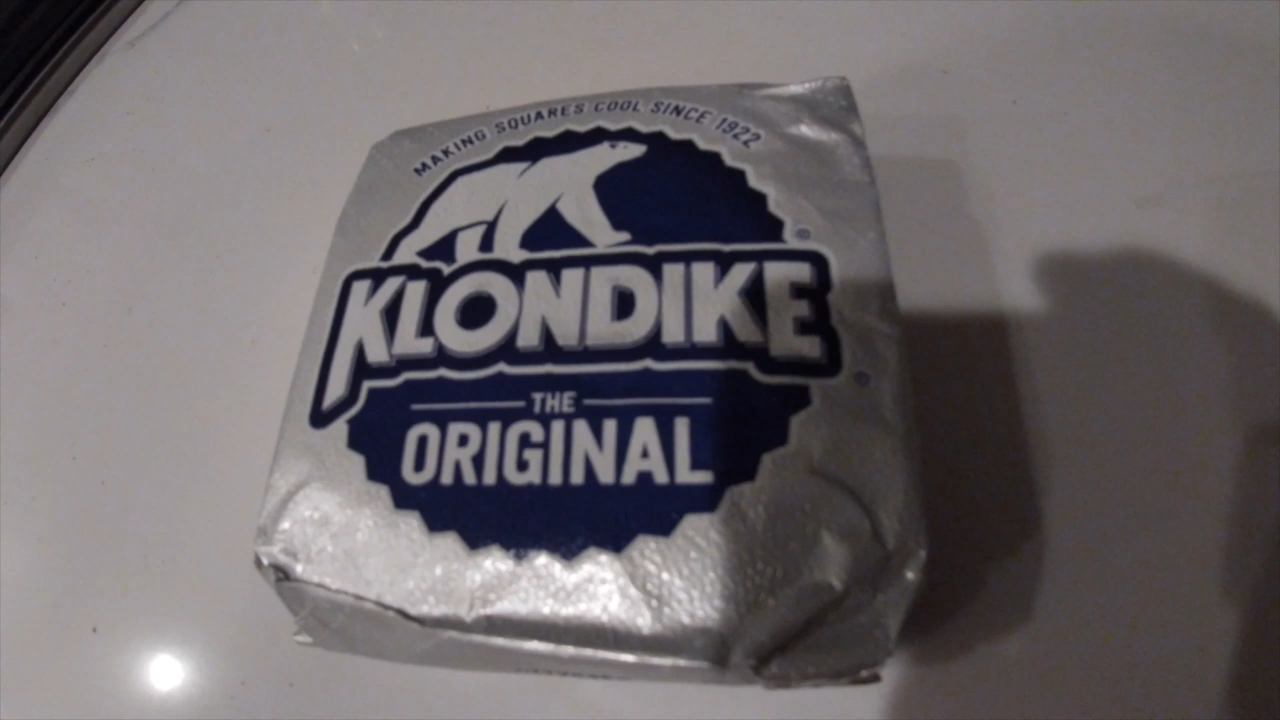 MAKING SQUARES COOL SINCE 1922
KLONDIKE
THE
ORIGINAL